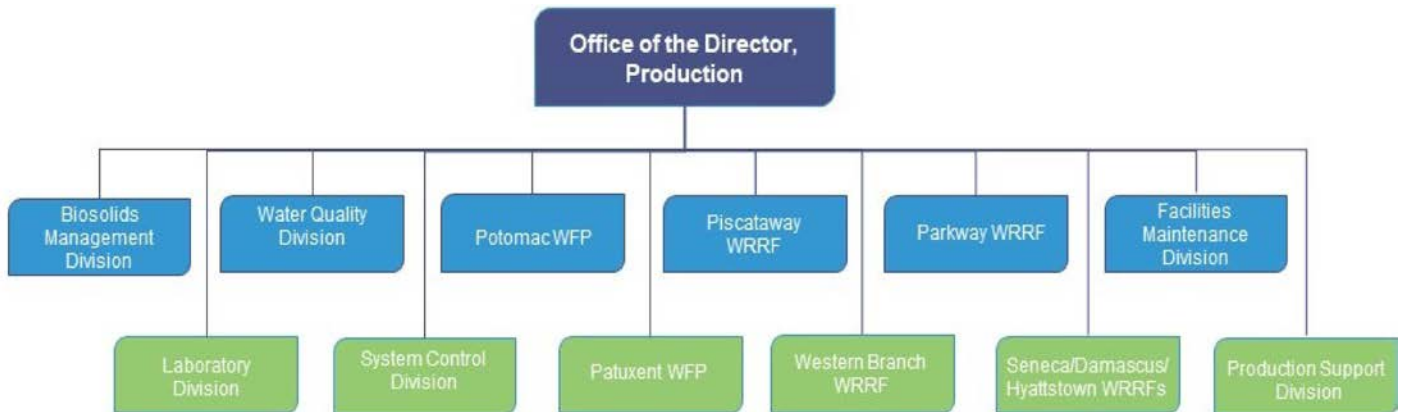 Office of the Director,
Production
Biosolids
Management
Division
Water Quality
Division
Potomac WFP
Piscataway
WRRF
Parkway WRRF
Facilities
Maintenance
Division
Laboratory
Division
System Control
Division
Patuxent WFP
Western Branch
WRRF
Seneca/Damascus/
Hyattstown WRRFs
Production Support
Division